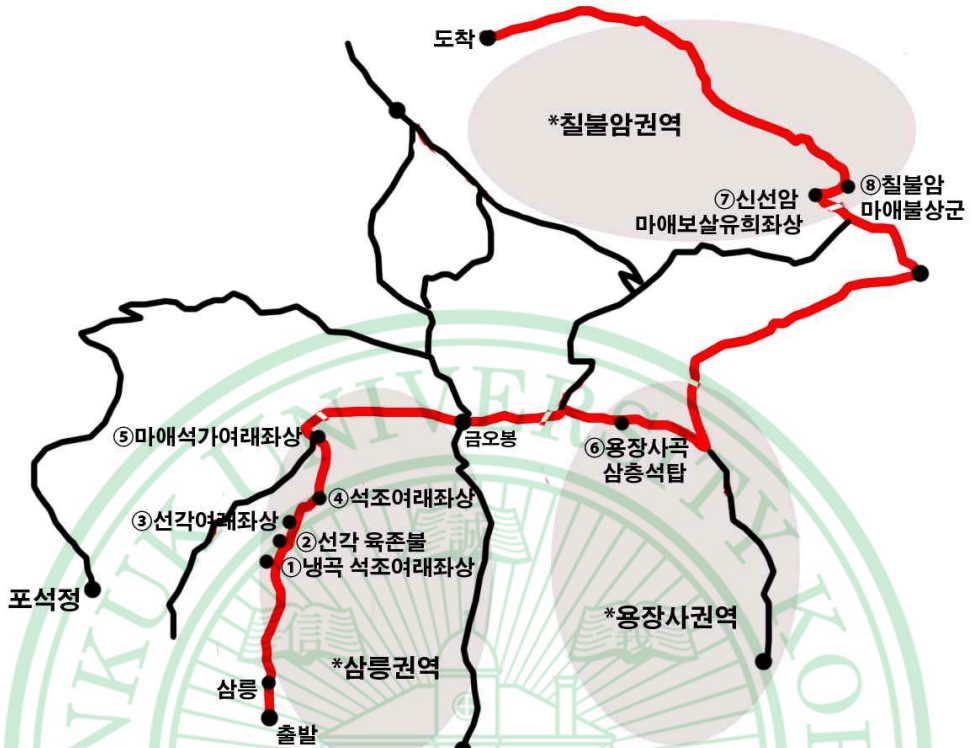 도착
*칠불암권역
⑧칠불암
마애불상군
⑦신선암
마애보살유희좌상
⑤마애석가여래좌상
금오봉
⑥용장사곡
삼층석탑
④석조여래좌상
③선각여래좌상
②선각 육존불
①냉곡 석조여래좌상
포석정
*용장사권역
*삼릉권역
삼릉
출발
NKUK UNIVERSITY KOR